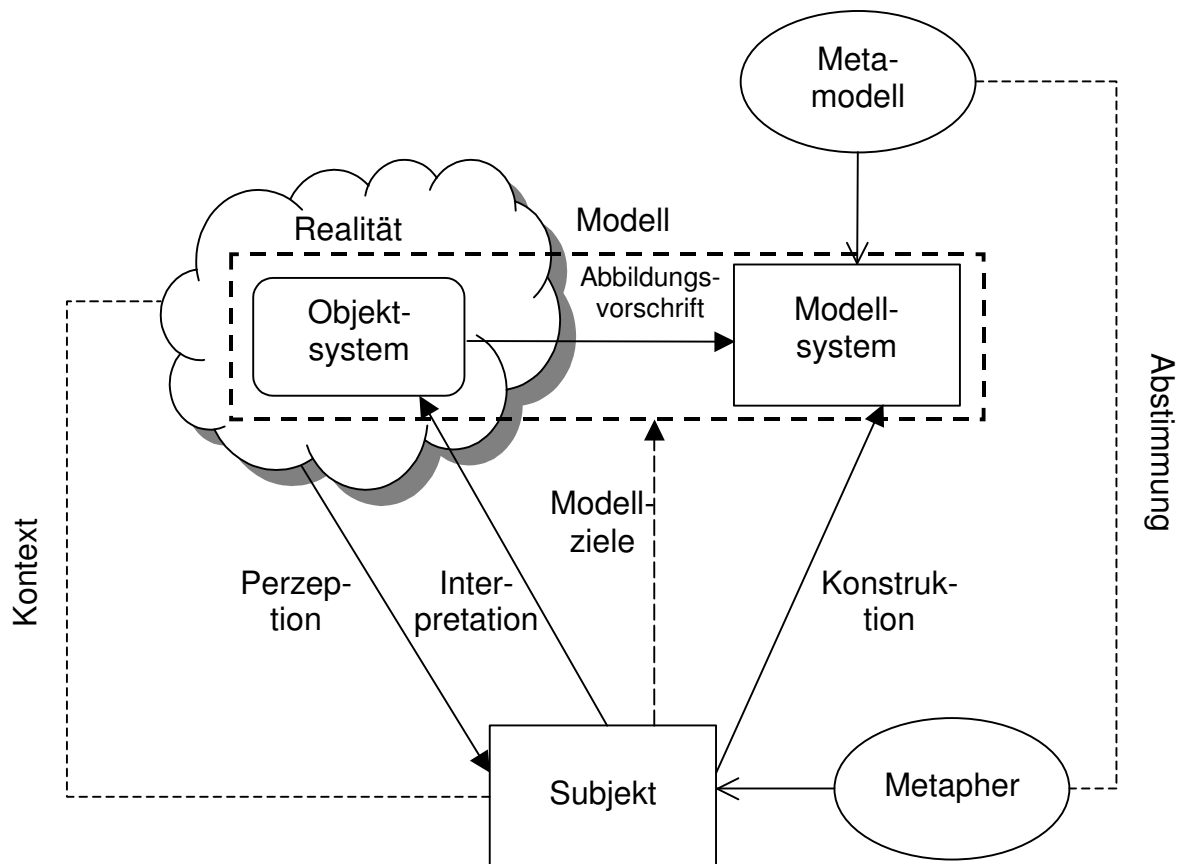 Meta-
modell
Realität
Modell
Abbildungs-
vorschrift
Objekt-
system
Modell-
system
Abstimmung
Kontext
Modell-
ziele
Perzep-
tion
Inter-
pretation
Konstruk-
tion
Subjekt
Metapher